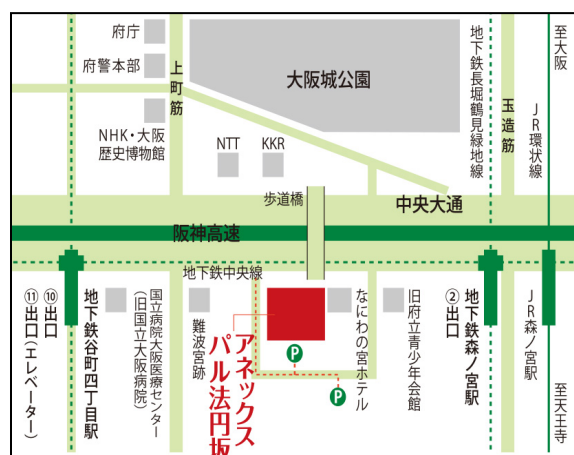 府庁
府警本部
上町筋
NHK・大阪
歴史博物館
大阪城公園
NTT
KKR
地下鉄長堀鶴見緑地線
玉造筋
至大阪
JR環状線
歩道橋
中央大通
阪神高速
地下鉄中央線
⑪出口(エレベーター)
⑩出口
地下鉄谷町四丁目駅
国立病院大阪医療センター
(旧国立大阪病院)
難波宮跡
アネックス
パル法円坂
P
P
なにわの宮ホテル
旧府立青少年会館
②出口
地下鉄森ノ宮駅
JR森ノ宮駅
至天王寺